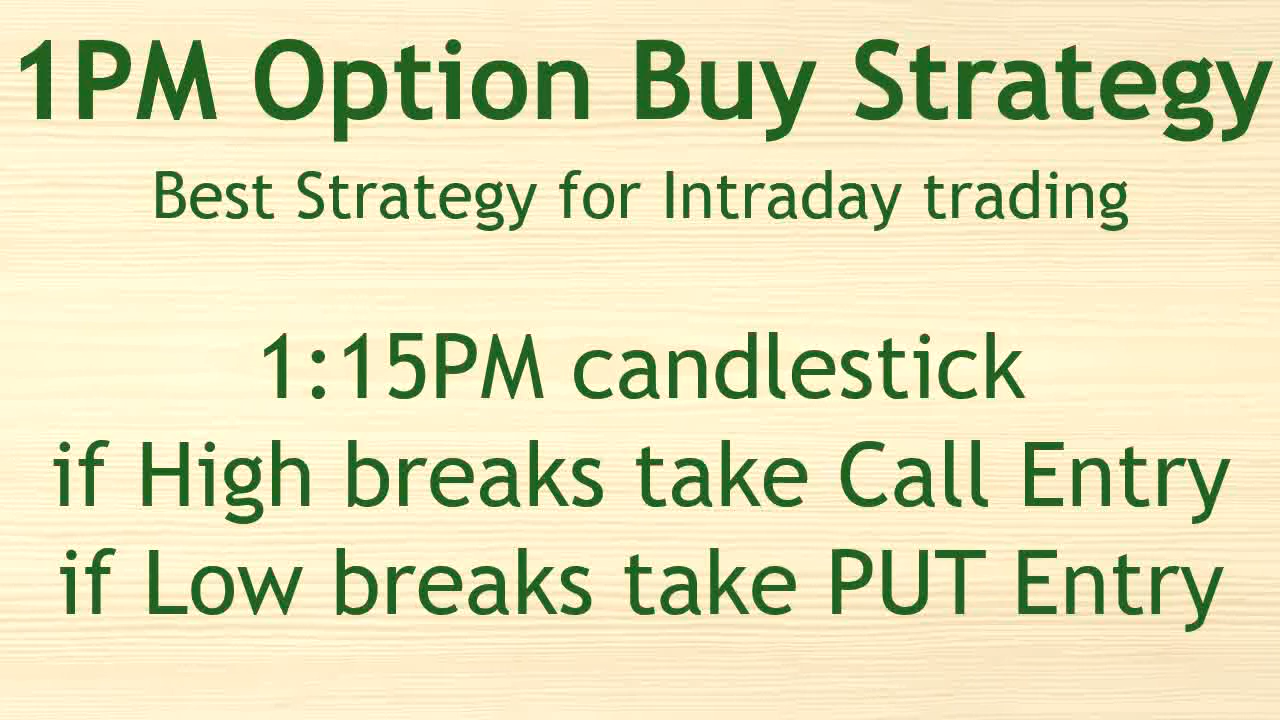 1PM Option Buy Strategy
Best Strategy for Intraday trading
1:15PM candlestick
if High breaks take Call Entry
if Low breaks take PUT Entry